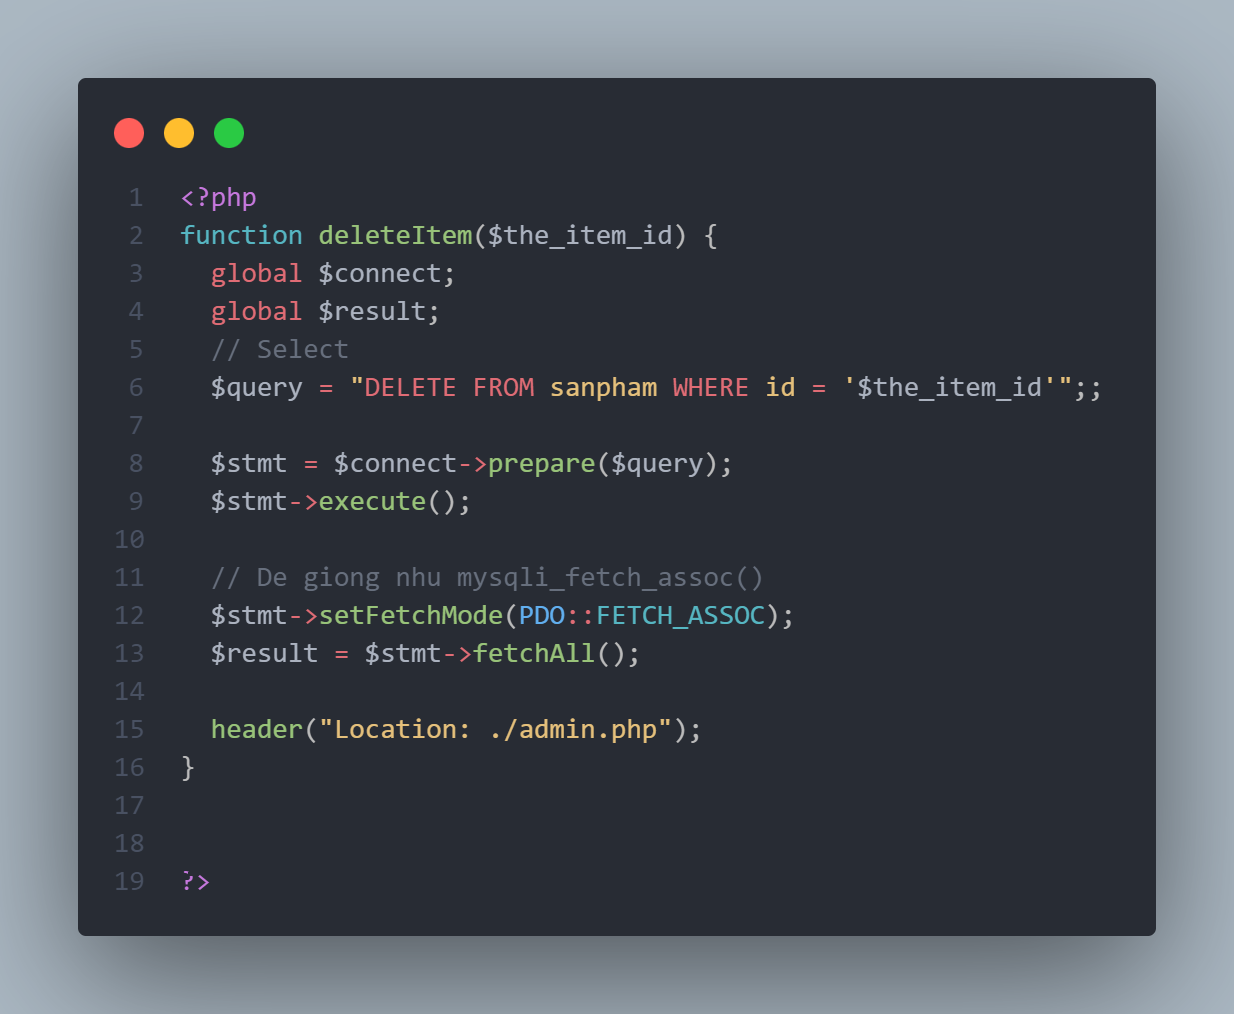 1 <?php
2 function deleteItem($the_item_id) {
3   global $connect;
4   global $result;
5   // Select
6   $query = "DELETE FROM sanpham WHERE id = '$the_item_id'";;
7
8   $stmt = $connect->prepare($query);
9   $stmt->execute();
10
11   // De giong nhu mysqli_fetch_assoc()
12   $stmt->setFetchMode(PDO::FETCH_ASSOC);
13   $result = $stmt->fetchAll();
14
15   header("Location: ./admin.php");
16 }
17
18
19 ?>